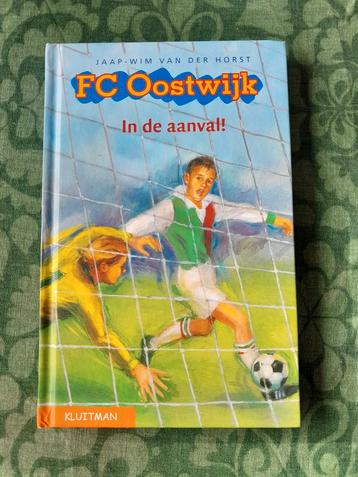 JAAP-WIM VAN DER HORST
FC Oostwijk
In de aanval!
KLUITMAN